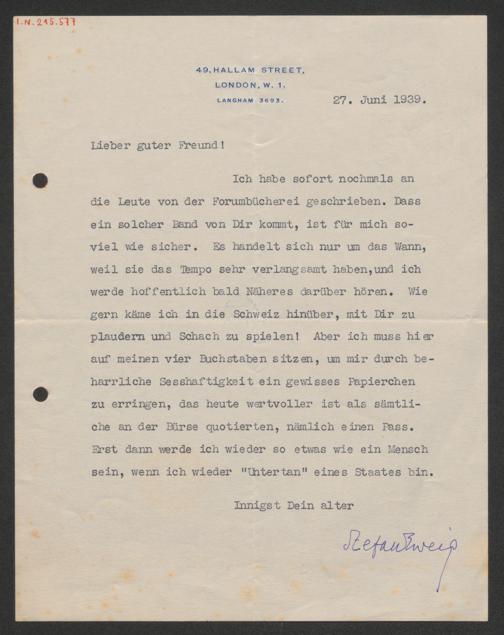 I.N. 215.577
49, HALLAM STREET,
LONDON, W. 1.
LANGHAM 3693.
27. Juni 1939.
Lieber guter Freund!
Ich habe sofort nochmals an
die Leute von der Forumbücherei geschrieben. Dass
ein solcher Band von Dir kommt, ist für mich so-
viel wie sicher. Es handelt sich nur um das Wann,
weil sie das Tempo sehr verlangsamt haben,und ich
werde hoffentlich bald Näheres darüber hören. Wie
gern käme ich in die Schweiz hinüber, mit Dir zu
plaudern und Schach zu spielen! Aber ich muss hier
auf meinen vier Buchstaben sitzen, um mir durch be-
harrliche Sesshaftigkeit ein gewisses Papierchen
zu erringen, das heute wertvoller ist als sämtli-
che an der Bürse quotierten, nämlich einen Pass.
Erst dann werde ich wieder so etwas wie ein Mensch
sein, wenn ich wieder "Untertan" eines Staates bin.
Innigst Dein alter
Stefan Zweig